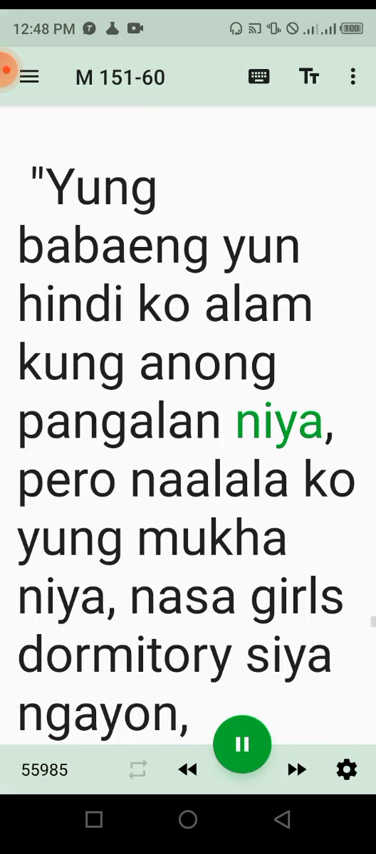 12:48 PM
100
M 151-60
"Yung
babaeng yun
hindi ko alam
kung anong
pangalan niya,
pero naalala ko
yung mukha
niya, nasa girls
dormitory siya
ngayon,
55985